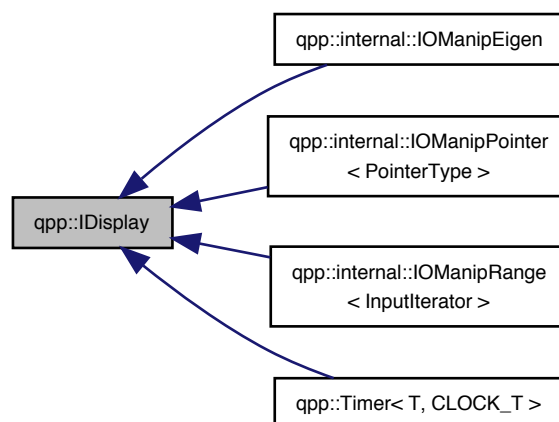 qpp::internal::IOManipEigen
qpp::internal::IOManipPointer
< PointerType >
qpp::IDisplay
qpp::internal::IOManipRange
< InputIterator >
qpp::Timer< T, CLOCK_T >